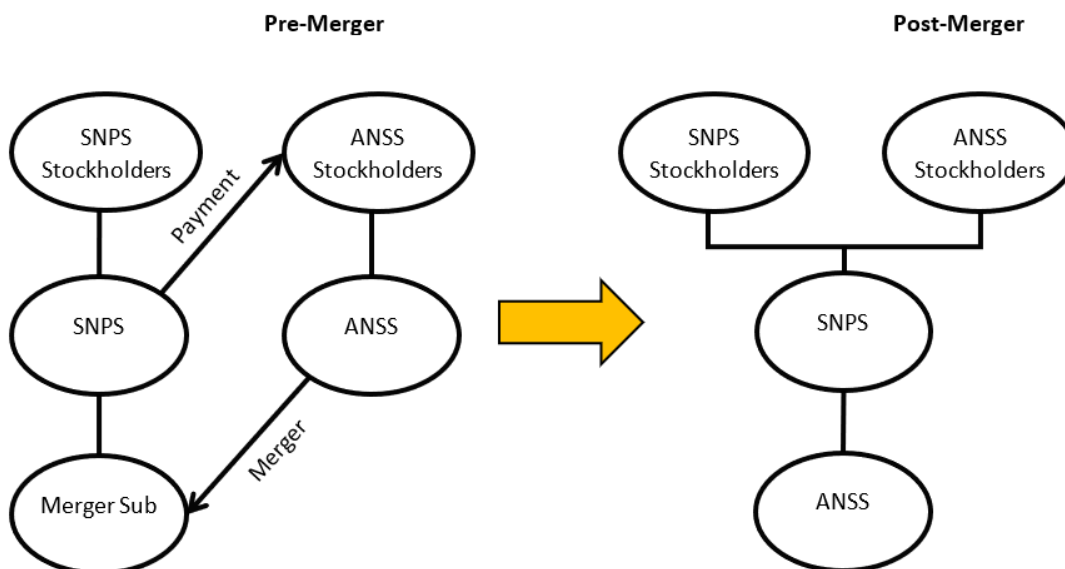 Pre-Merger
Post-Merger
SNPS
Stockholders
ANSS
Stockholders
Payment
SNPS
ANSS
Merger
Merger Sub
SNPS
Stockholders
ANSS
Stockholders
SNPS
ANSS